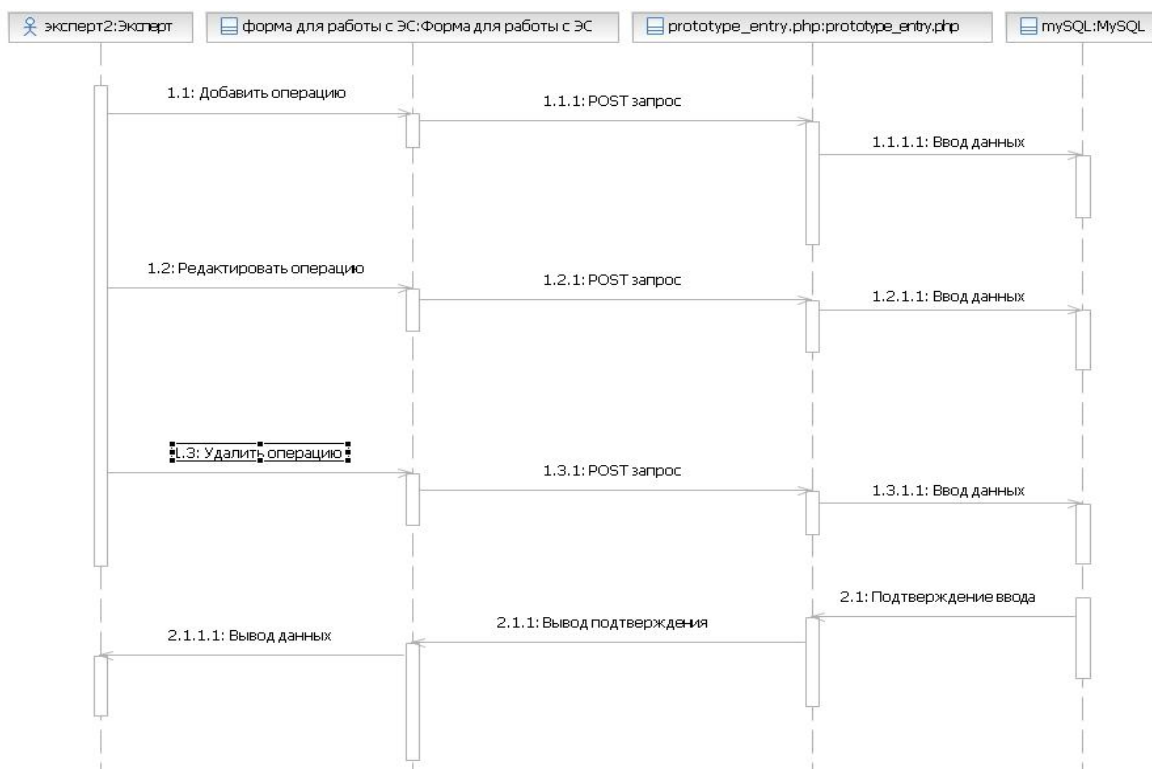 эксперт2:Эксперт
форма для работы с ЭС:Форма для работы с ЭС
prototype_entry.php:prototype_entry.php
mySQL:MySQL
1.1: Добавить операцию
1.1.1: POST запрос
1.1.1.1: Ввод данных
1.2: Редактировать операцию
1.2.1: POST запрос
1.2.1.1: Ввод данных
1.3: Удалить операцию
1.3.1: POST запрос
1.3.1.1: Ввод данных
2.1: Подтверждение ввода
2.1.1: Вывод подтверждения
2.1.1.1: Вывод данных